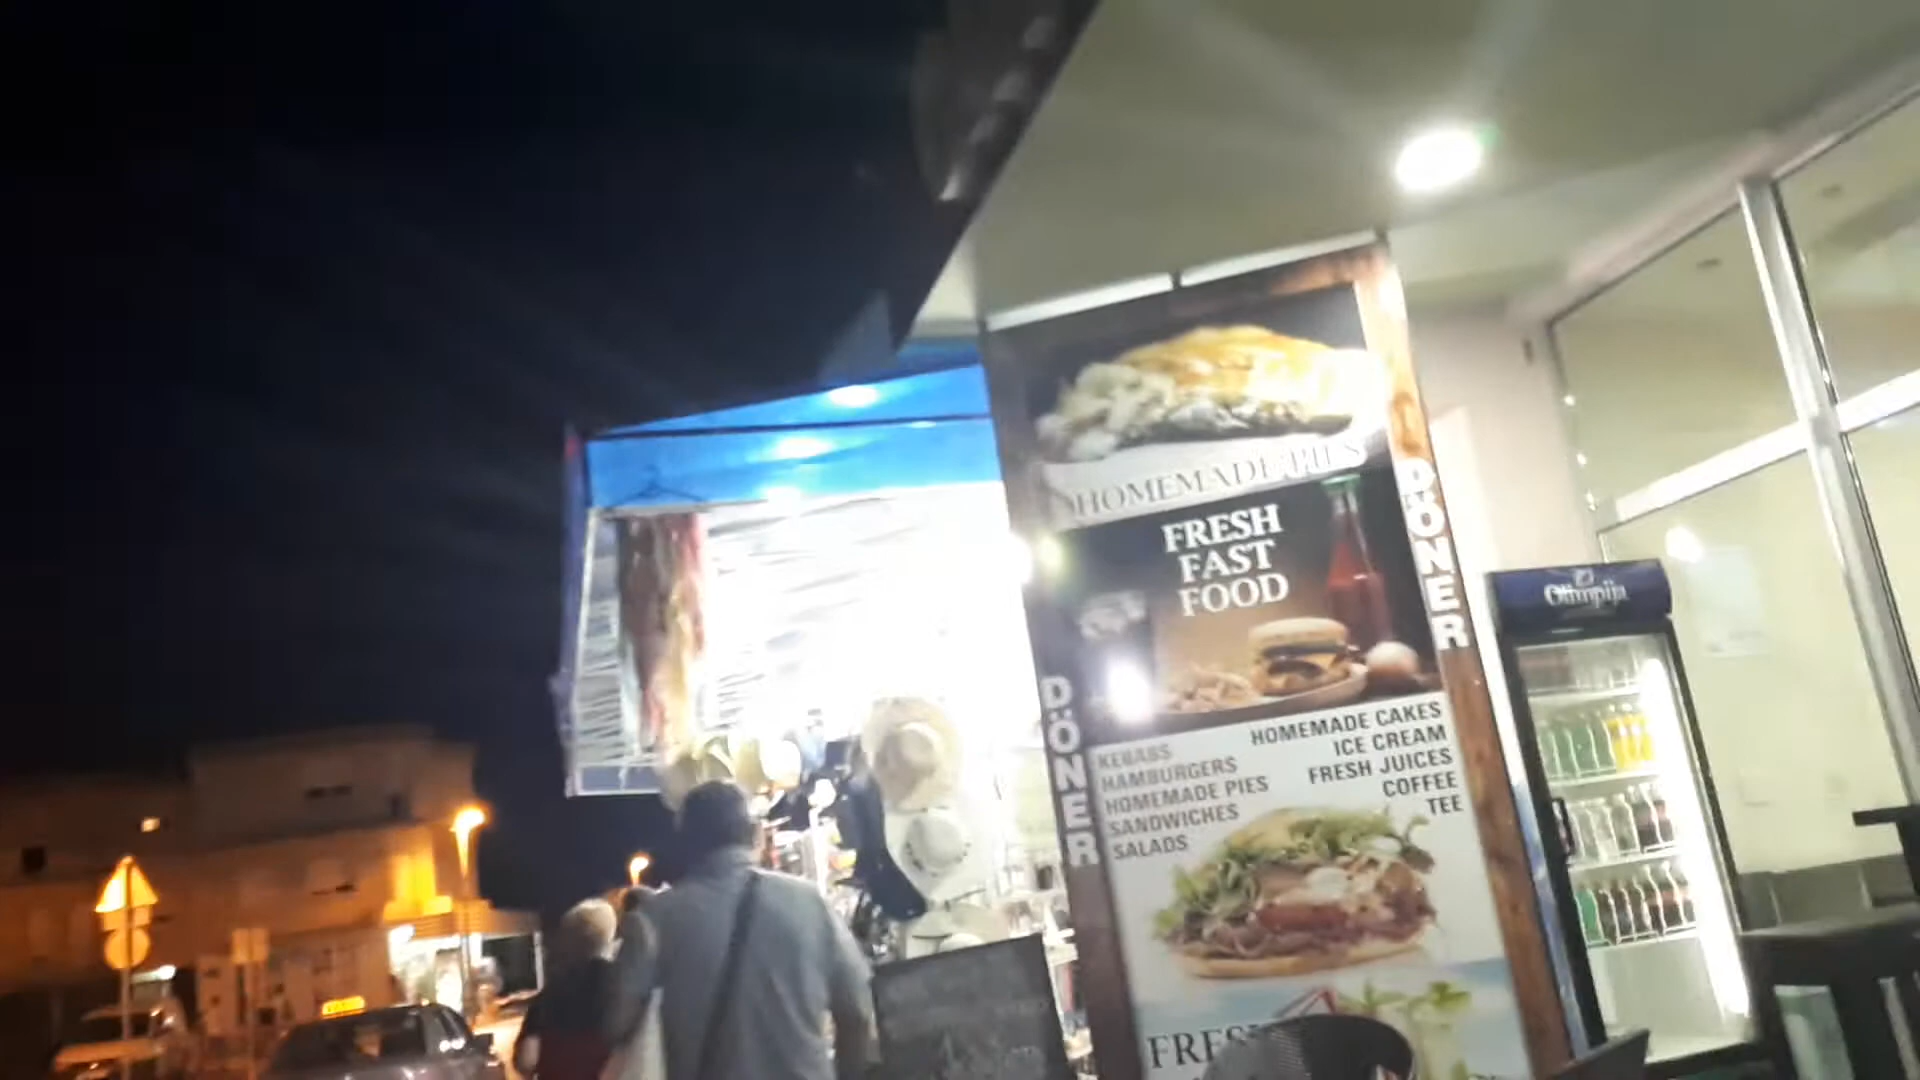 HOMEMADE PIES
FRESH
FAST
FOOD
DÖNER
DÖNER
KEBABS
HAMBURGERS
HOMEMADE PIES
SANDWICHES
SALADS
HOMEMADE CAKES
ICE CREAM
FRESH JUICES
COFFEE
TEE
Olimpija